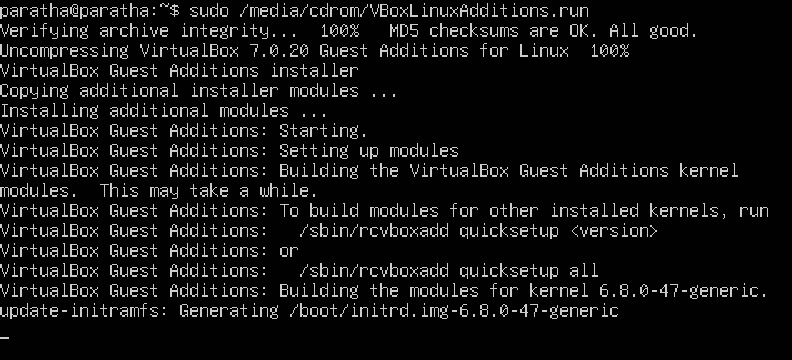 paratha@paratha:~$ sudo /media/cdrom/VBoxLinuxAdditions.run
Verifying archive integrity...  100%   MD5 checksums are OK. All good.
Uncompressing VirtualBox 7.0.20 Guest Additions for Linux  100%
VirtualBox Guest Additions installer
Copying additional installer modules ...
Installing additional modules ...
VirtualBox Guest Additions: Starting.
VirtualBox Guest Additions: Setting up modules
VirtualBox Guest Additions: Building the VirtualBox Guest Additions kernel
modules.  This may take a while.
VirtualBox Guest Additions: To build modules for other installed kernels, run
VirtualBox Guest Additions:   /sbin/rcvboxadd quicksetup <version>
VirtualBox Guest Additions: or
VirtualBox Guest Additions:   /sbin/rcvboxadd quicksetup all
VirtualBox Guest Additions: Building the modules for kernel 6.8.0-47-generic.
update-initramfs: Generating /boot/initrd.img-6.8.0-47-generic